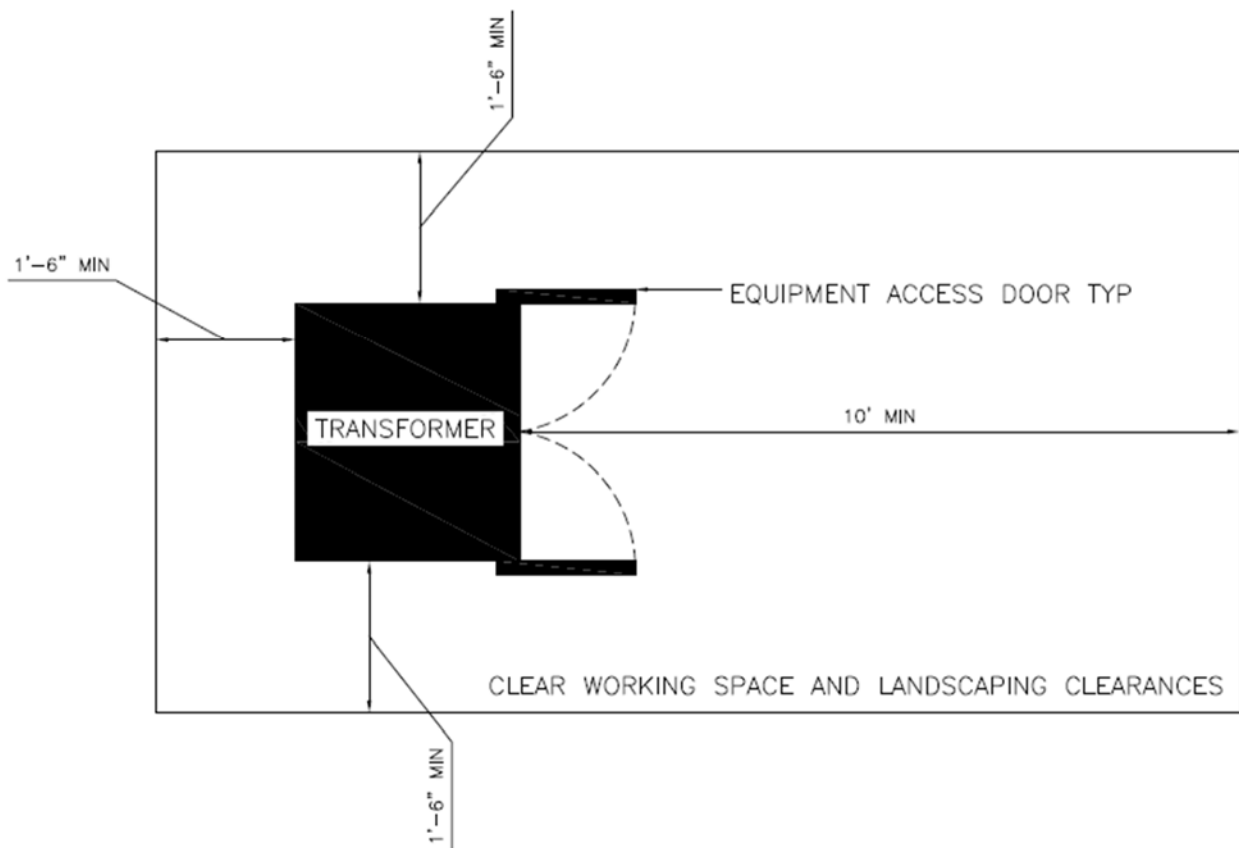 1'-6" MIN
1'-6" MIN
EQUIPMENT ACCESS DOOR TYP
TRANSFORMER
10' MIN
CLEAR WORKING SPACE AND LANDSCAPING CLEARANCES
1'-6" MIN